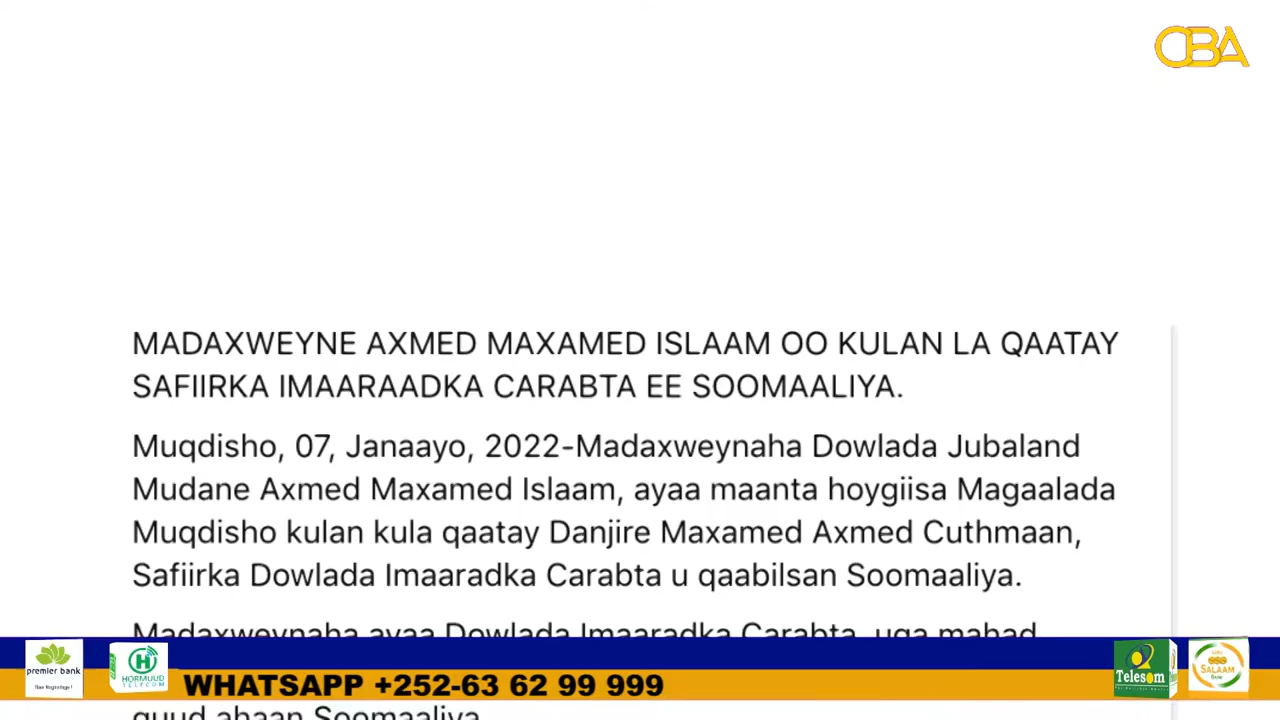 OBA
MADAXWEYNE AXMED MAXAMED ISLAAM OO KULAN LA QAATAY
SAFIIRKA IMAARAADKA CARABTA EE SOOMAALIYA.
Muqdisho, 07, Janaayo, 2022-Madaxweynaha Dowlada Jubaland
Mudane Axmed Maxamed Islaam, ayaa maanta hoygiisa Magaalada
Muqdisho kulan kula qaatay Danjire Maxamed Axmed Cuthmaan,
Safiirka Dowlada Imaaradka Carabta u qaabilsan Soomaaliya.
Madaxweynaha ayaa Dowlada Imaaradka Carabta uga mahad
premier bank
HORMUUD
TELECOM
WHATSAPP +252-63 62 99 999
Telesom
SALAAM
guud ahaan Soomaaliya.